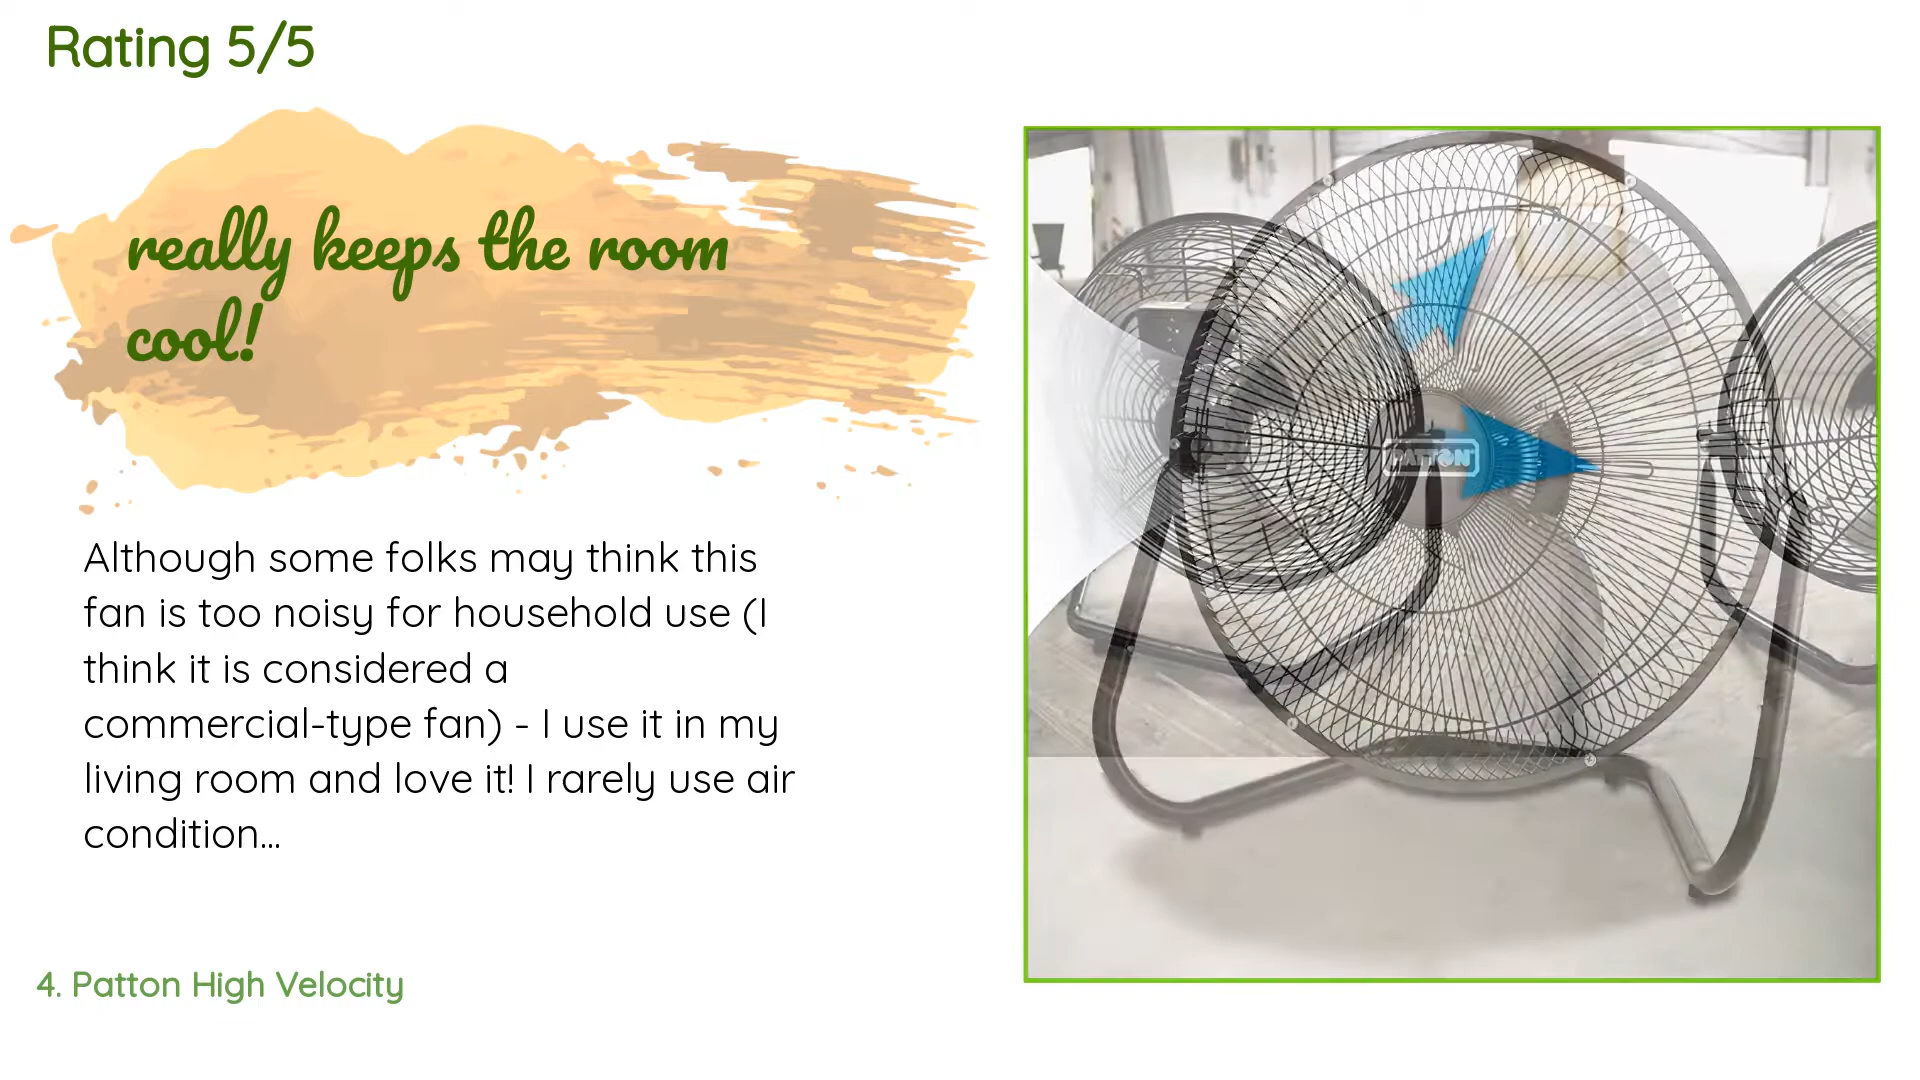 Rating 5/5
really keeps the room
cool!
Although some folks may think this
fan is too noisy for household use (I
think it is considered a
commercial-type fan) - I use it in my
living room and love it! I rarely use air
condition...
PATTON
4. Patton High Velocity